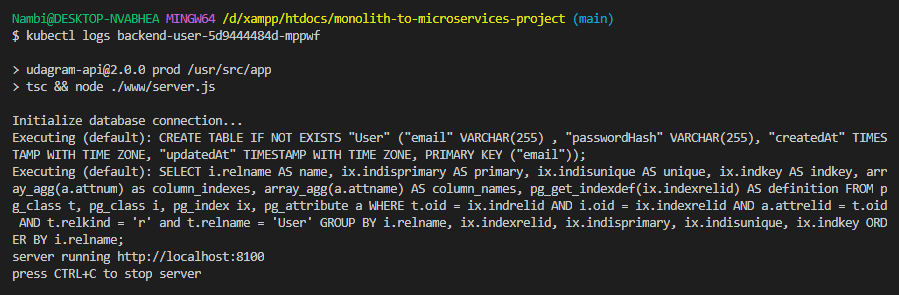 Nambi@DESKTOP-NVABHEA MINGW64 /d/xampp/htdocs/monolith-to-microservices-project (main)
$ kubectl logs backend-user-5d9444484d-mppwf
> udagram-api@2.0.0 prod /usr/src/app
> tsc && node ./www/server.js
Initialize database connection...
Executing (default): CREATE TABLE IF NOT EXISTS "User" ("email" VARCHAR(255) , "passwordHash" VARCHAR(255), "createdAt" TIMES
TAMP WITH TIME ZONE, "updatedAt" TIMESTAMP WITH TIME ZONE, PRIMARY KEY ("email"));
Executing (default): SELECT i.relname AS name, ix.indisprimary AS primary, ix.indisunique AS unique, ix.indkey AS indkey, arr
ay_agg(a.attnum) as column_indexes, array_agg(a.attname) AS column_names, pg_get_indexdef(ix.indexrelid) AS definition FROM p
g_class t, pg_class i, pg_index ix, pg_attribute a WHERE t.oid = ix.indrelid AND i.oid = ix.indexrelid AND a.attrelid = t.oid
 AND t.relkind = 'r' and t.relname = 'User' GROUP BY i.relname, ix.indexrelid, ix.indisprimary, ix.indisunique, ix.indkey ORD
ER BY i.relname;
server running http://localhost:8100
press CTRL+C to stop server